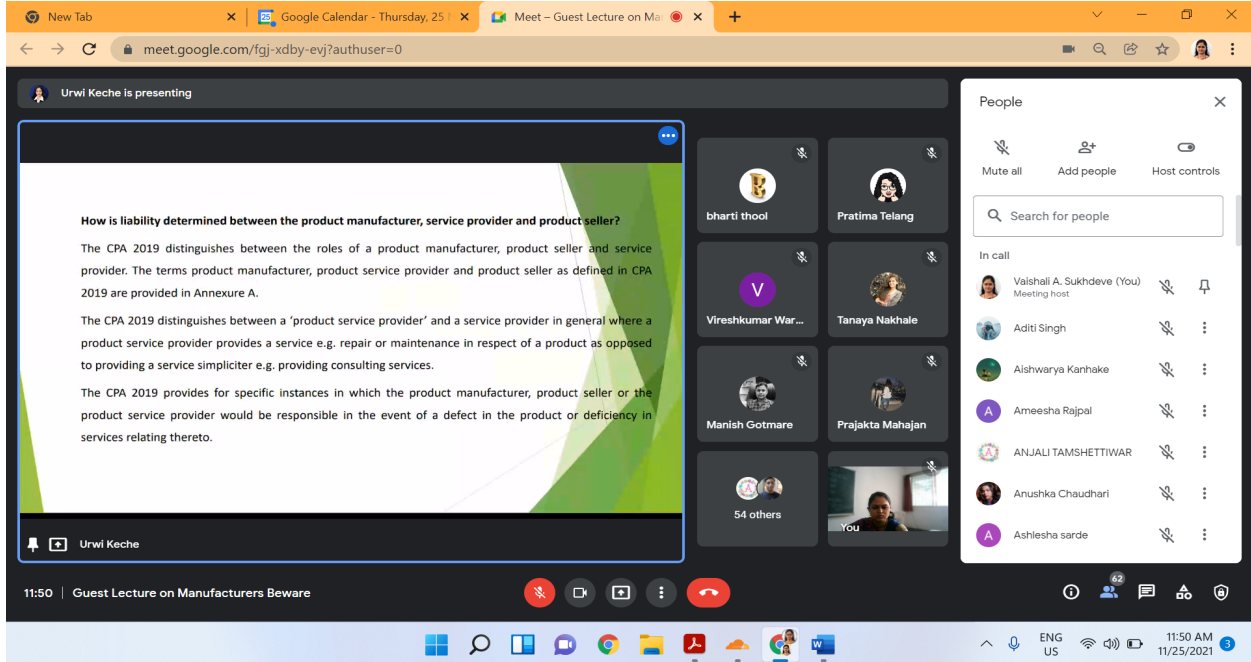 New Tab
25
Google Calendar - Thursday, 25
Meet – Guest Lecture on Ma
meet.google.com/fgj-xdby-evj?authuser=0
Urwi Keche is presenting
How is liability determined between the product manufacturer, service provider and product seller?
The CPA 2019 distinguishes between the roles of a product manufacturer, product seller and service
provider. The terms product manufacturer, product service provider and product seller as defined in CPA
2019 are provided in Annexure A.
The CPA 2019 distinguishes between a ‘product service provider’ and a service provider in general where a
product service provider provides a service e.g. repair or maintenance in respect of a product as opposed
to providing a service simpliciter e.g. providing consulting services.
The CPA 2019 provides for specific instances in which the product manufacturer, product seller or the
product service provider would be responsible in the event of a defect in the product or deficiency in
services relating thereto.
Urwi Keche
bharti thool
Pratima Telang
V
Vireshkumar War...
Tanaya Nakhale
Manish Gotmare
Prajakta Mahajan
A
54 others
You
People
Mute all
Add people
Host controls
Search for people
In call
Vaishali A. Sukhdeve (You)
Meeting host
Aditi Singh
Aishwarya Kanhake
A
Ameesha Rajpal
A
ANJALI TAMSHETTIWAR
Anushka Chaudhari
A
Ashlesha sarde
11:50 | Guest Lecture on Manufacturers Beware
62
W
ENG
US
11:50 AM
11/25/2021
3